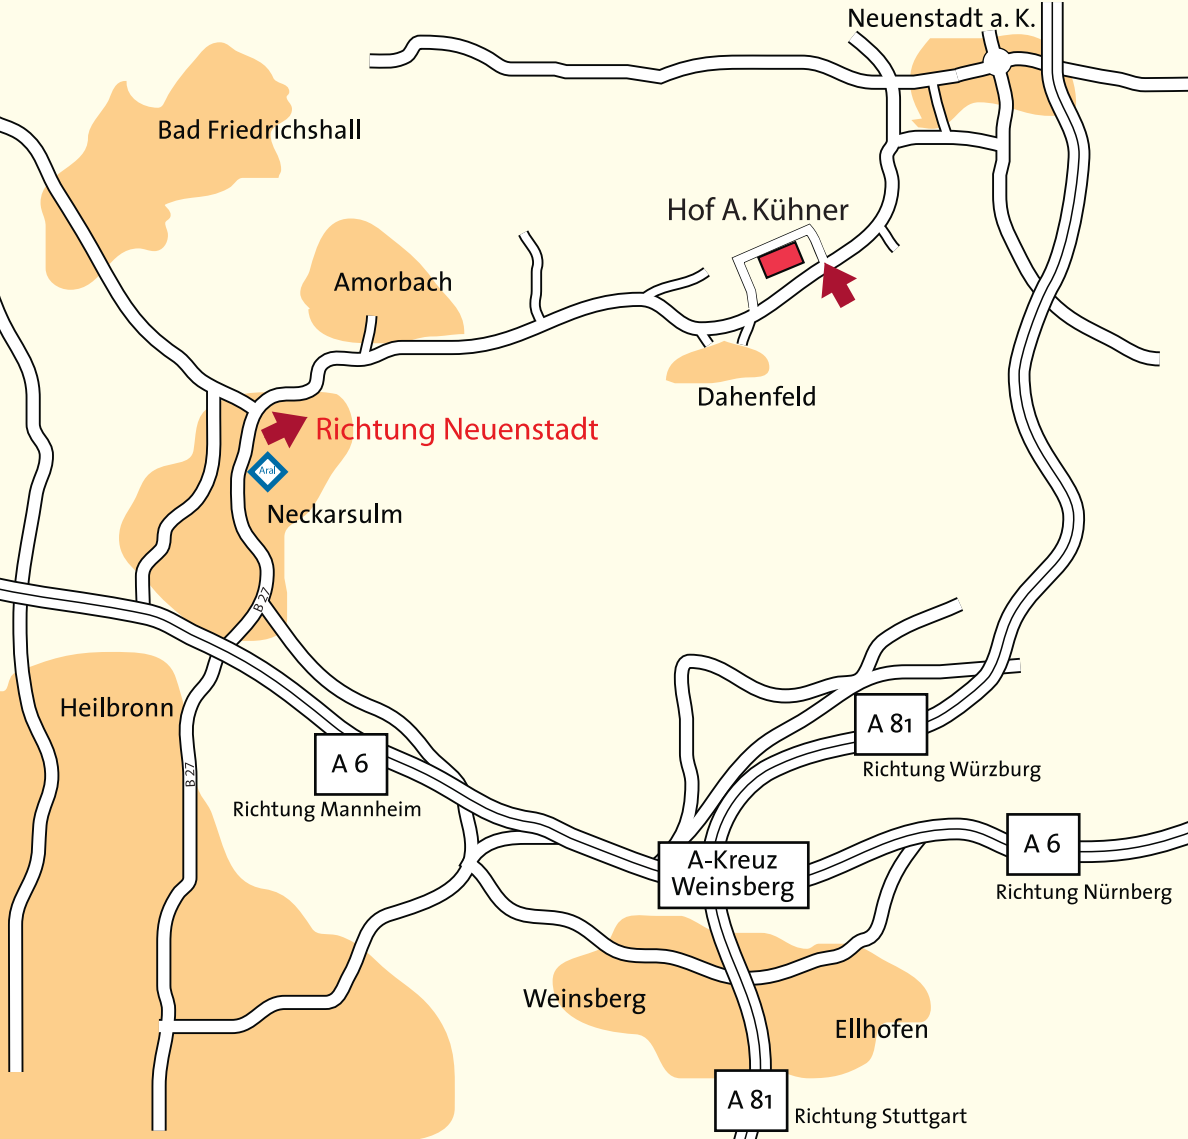 Neuenstadt a. K.
Bad Friedrichshall
Hof A. Kühner
Amorbach
Dahenfeld
Richtung Neuenstadt
Aral
Neckarsulm
B 27
Heilbronn
A 81
Richtung Würzburg
A 6
B 27
Richtung Mannheim
A 6
A-Kreuz
Weinsberg
Richtung Nürnberg
Weinsberg
Ellhofen
A 81
Richtung Stuttgart